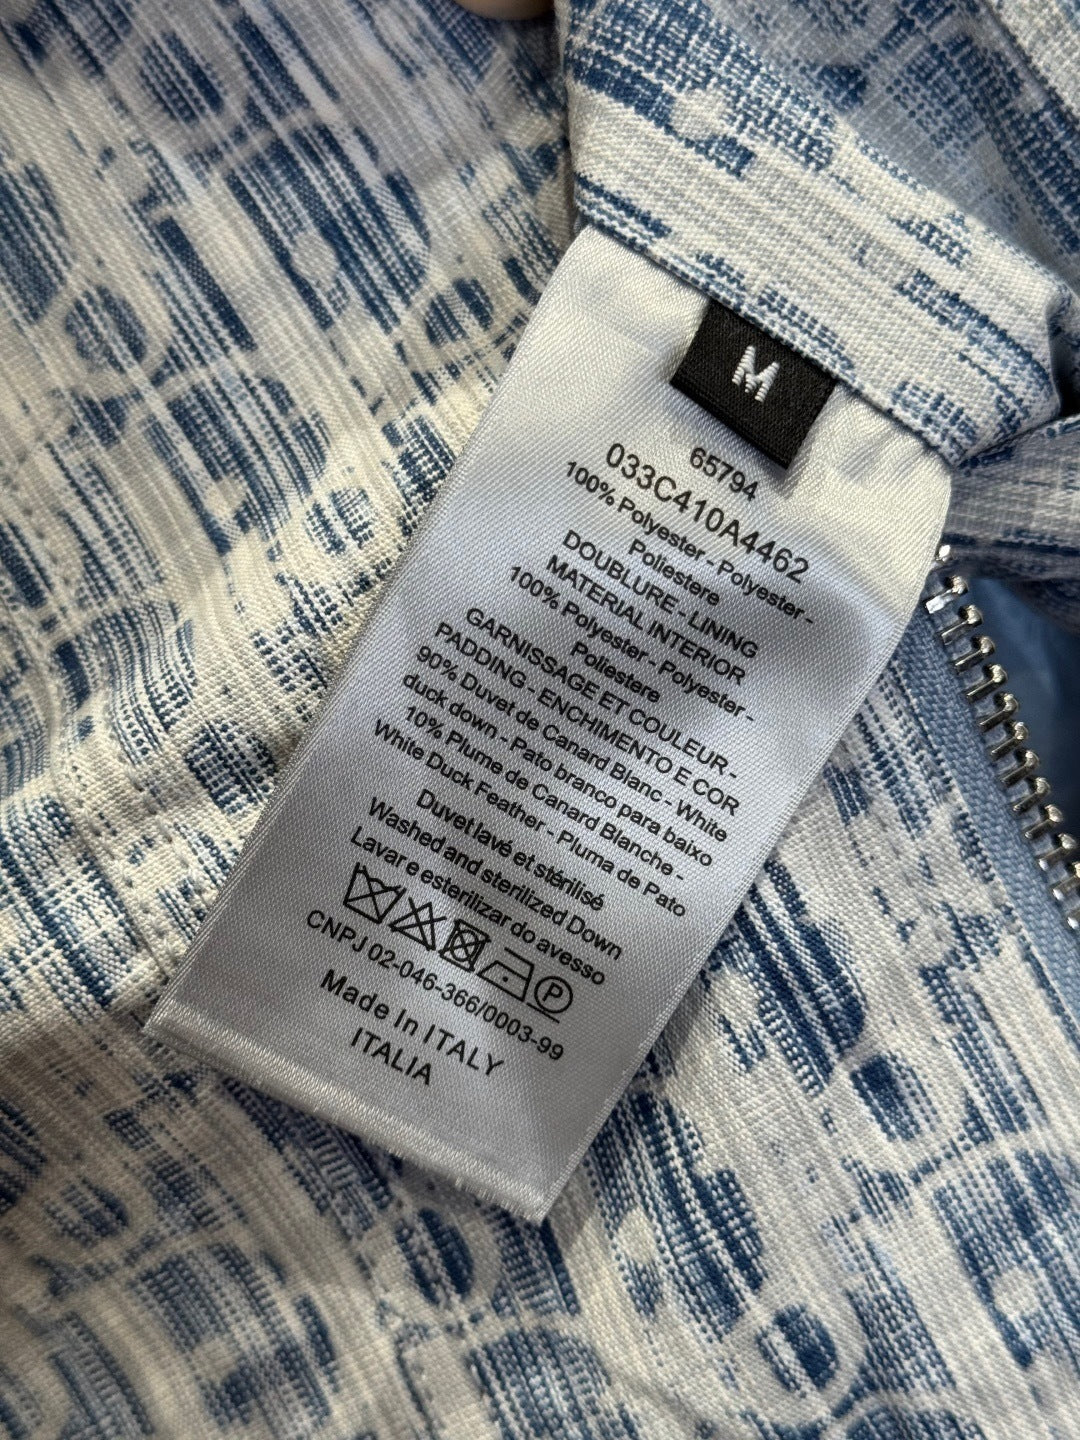 M
65794
033C410A4462
100% Polyester - Polyester -
Poliestere
DOUBLURE - LINING
MATERIAL INTERIOR
100% Polyester - Polyester -
Poliestere
GARNISSAGE ET COULEUR -
PADDING - ENCHIMENTO E COR
90% Duvet de Canard Blanc - White
duck down - Pato branco para baixo
10% Plume de Canard Blanche -
White Duck Feather - Pluma de Pato
Duvet lavé et stérilisé
Washed and sterilized Down
Lavar e esterilizar do avesso
P
CNPJ 02-046-366/0003-99
Made In ITALY
ITALIA